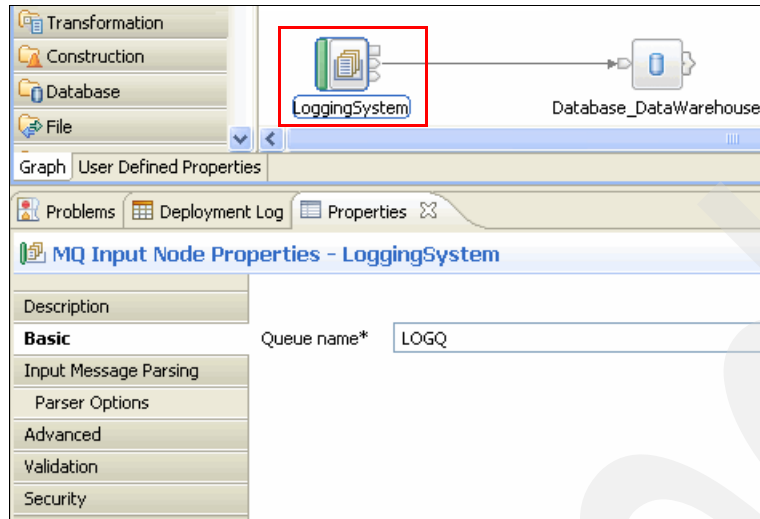 Transformation
Construction
Database
File
LoggingSystem
Database_DataWarehouse
Graph User Defined Properties
Problems Deployment Log Properties
MQ Input Node Properties - LoggingSystem
Description
Basic
Queue name* LOGQ
Input Message Parsing
Parser Options
Advanced
Validation
Security